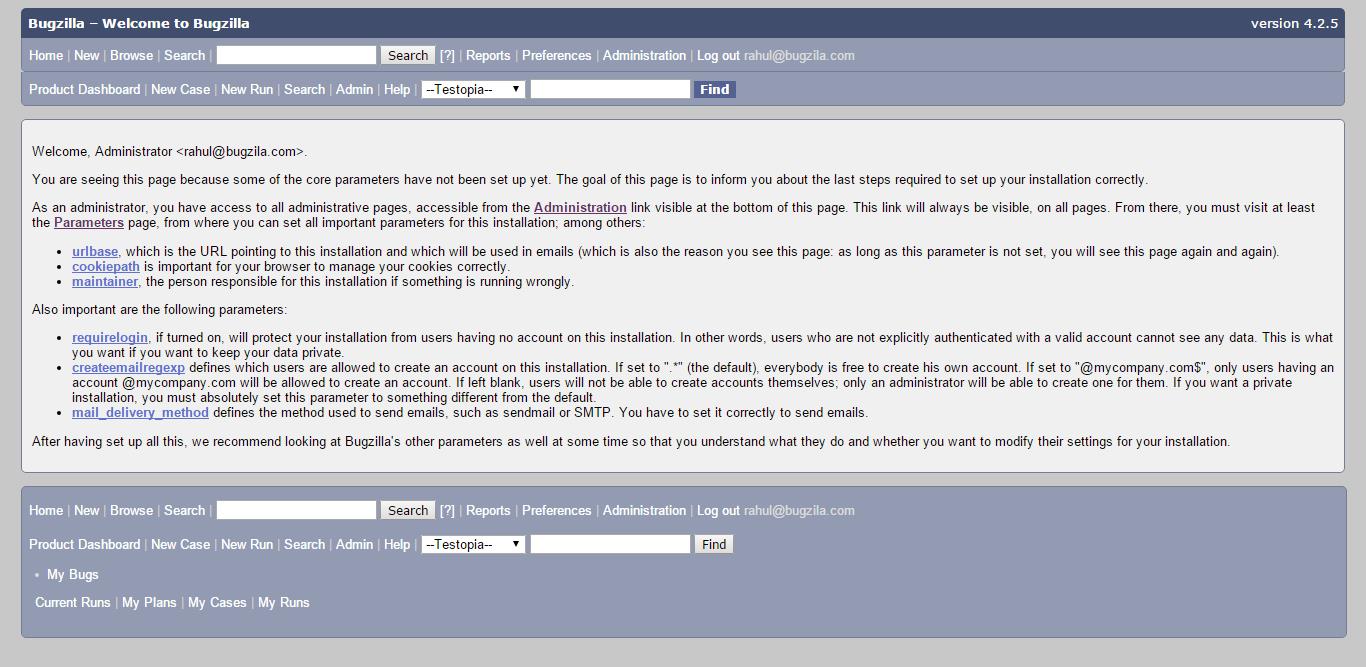 Bugzilla – Welcome to Bugzilla version 4.2.5
Home | New | Browse | Search | Search [?] | Reports | Preferences | Administration | Log out rahul@bugzila.com
Product Dashboard | New Case | New Run | Search | Admin | Help | --Testopia-- Find
Welcome, Administrator <rahul@bugzila.com>.
You are seeing this page because some of the core parameters have not been set up yet. The goal of this page is to inform you about the last steps required to set up your installation correctly.
As an administrator, you have access to all administrative pages, accessible from the Administration link visible at the bottom of this page. This link will always be visible, on all pages. From there, you must visit at least
the Parameters page, from where you can set all important parameters for this installation; among others:
• urlbase, which is the URL pointing to this installation and which will be used in emails (which is also the reason you see this page: as long as this parameter is not set, you will see this page again and again).
• cookiepath is important for your browser to manage your cookies correctly.
• maintainer, the person responsible for this installation if something is running wrongly.
Also important are the following parameters:
• requirelogin, if turned on, will protect your installation from users having no account on this installation. In other words, users who are not explicitly authenticated with a valid account cannot see any data. This is what
you want if you want to keep your data private.
• createemailregexp defines which users are allowed to create an account on this installation. If set to ".*" (the default), everybody is free to create his own account. If set to "@mycompany.com$", only users having an
account @mycompany.com will be allowed to create an account. If left blank, users will not be able to create accounts themselves; only an administrator will be able to create one for them. If you want a private
installation, you must absolutely set this parameter to something different from the default.
• mail_delivery_method defines the method used to send emails, such as sendmail or SMTP. You have to set it correctly to send emails.
After having set up all this, we recommend looking at Bugzilla's other parameters as well at some time so that you understand what they do and whether you want to modify their settings for your installation.
Home | New | Browse | Search | Search [?] | Reports | Preferences | Administration | Log out rahul@bugzila.com
Product Dashboard | New Case | New Run | Search | Admin | Help | --Testopia-- Find
• My Bugs
Current Runs | My Plans | My Cases | My Runs